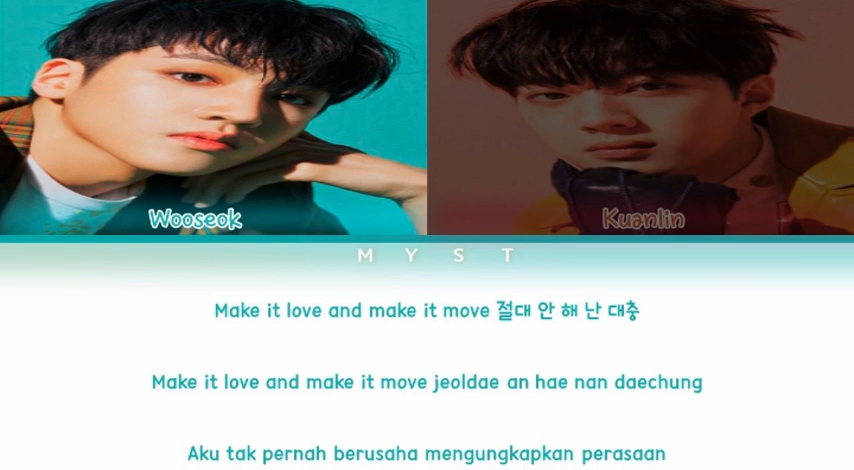 Wooseok
Kuanlin
MYST
Make it love and make it move 절대 안 해 난 대충
Make it love and make it move jeoldae an hae nan daechung
Aku tak pernah berusaha mengungkapkan perasaan